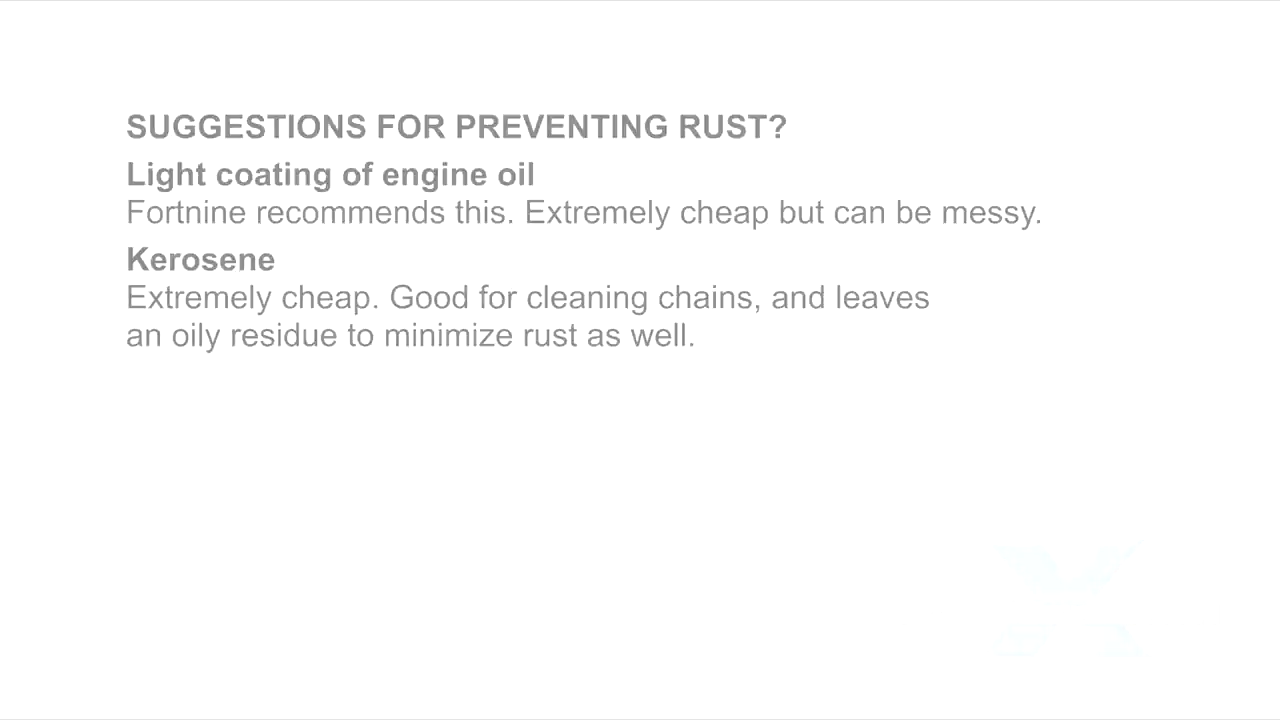 SUGGESTIONS FOR PREVENTING RUST?
Light coating of engine oil
Fortnine recommends this. Extremely cheap but can be messy.
Kerosene
Extremely cheap. Good for cleaning chains, and leaves
an oily residue to minimize rust as well.